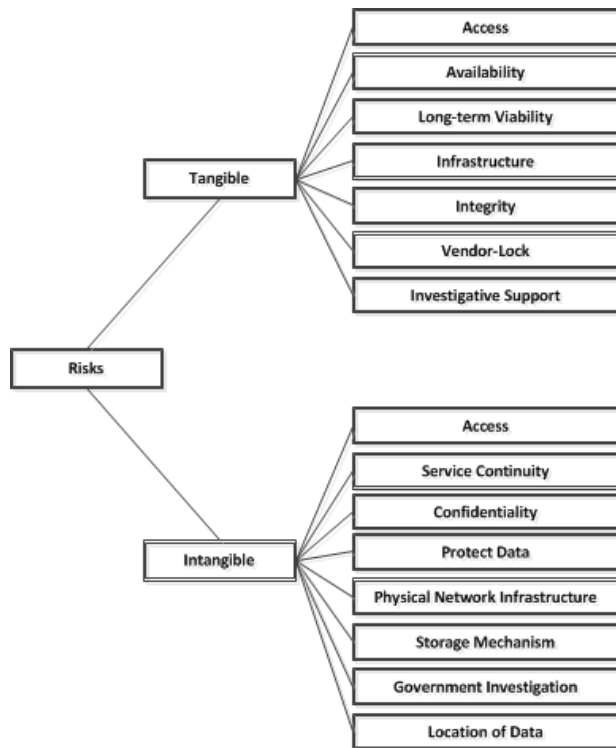 Access
Availability
Long-term Viability
Tangible
Infrastructure
Integrity
Vendor-Lock
Investigative Support
Risks
Access
Service Continuity
Confidentiality
Intangible
Protect Data
Physical Network Infrastructure
Storage Mechanism
Government Investigation
Location of Data